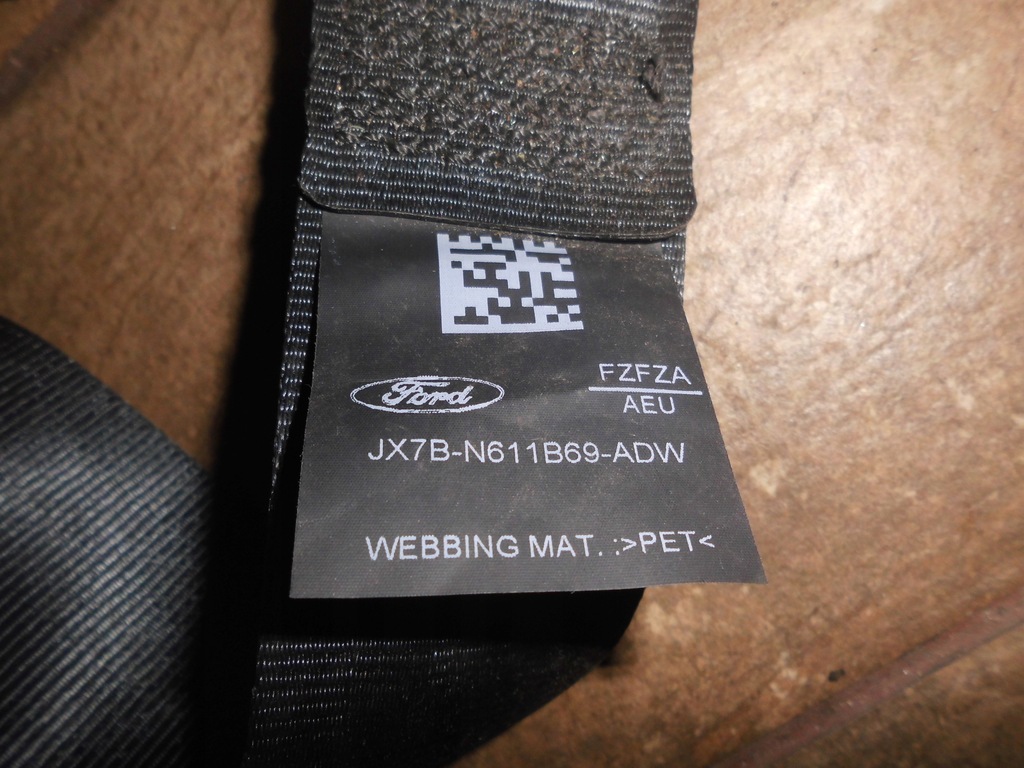 Ford
FZFZA
AEU
JX7B-N611B69-ADW
WEBBING MAT. :>PET<